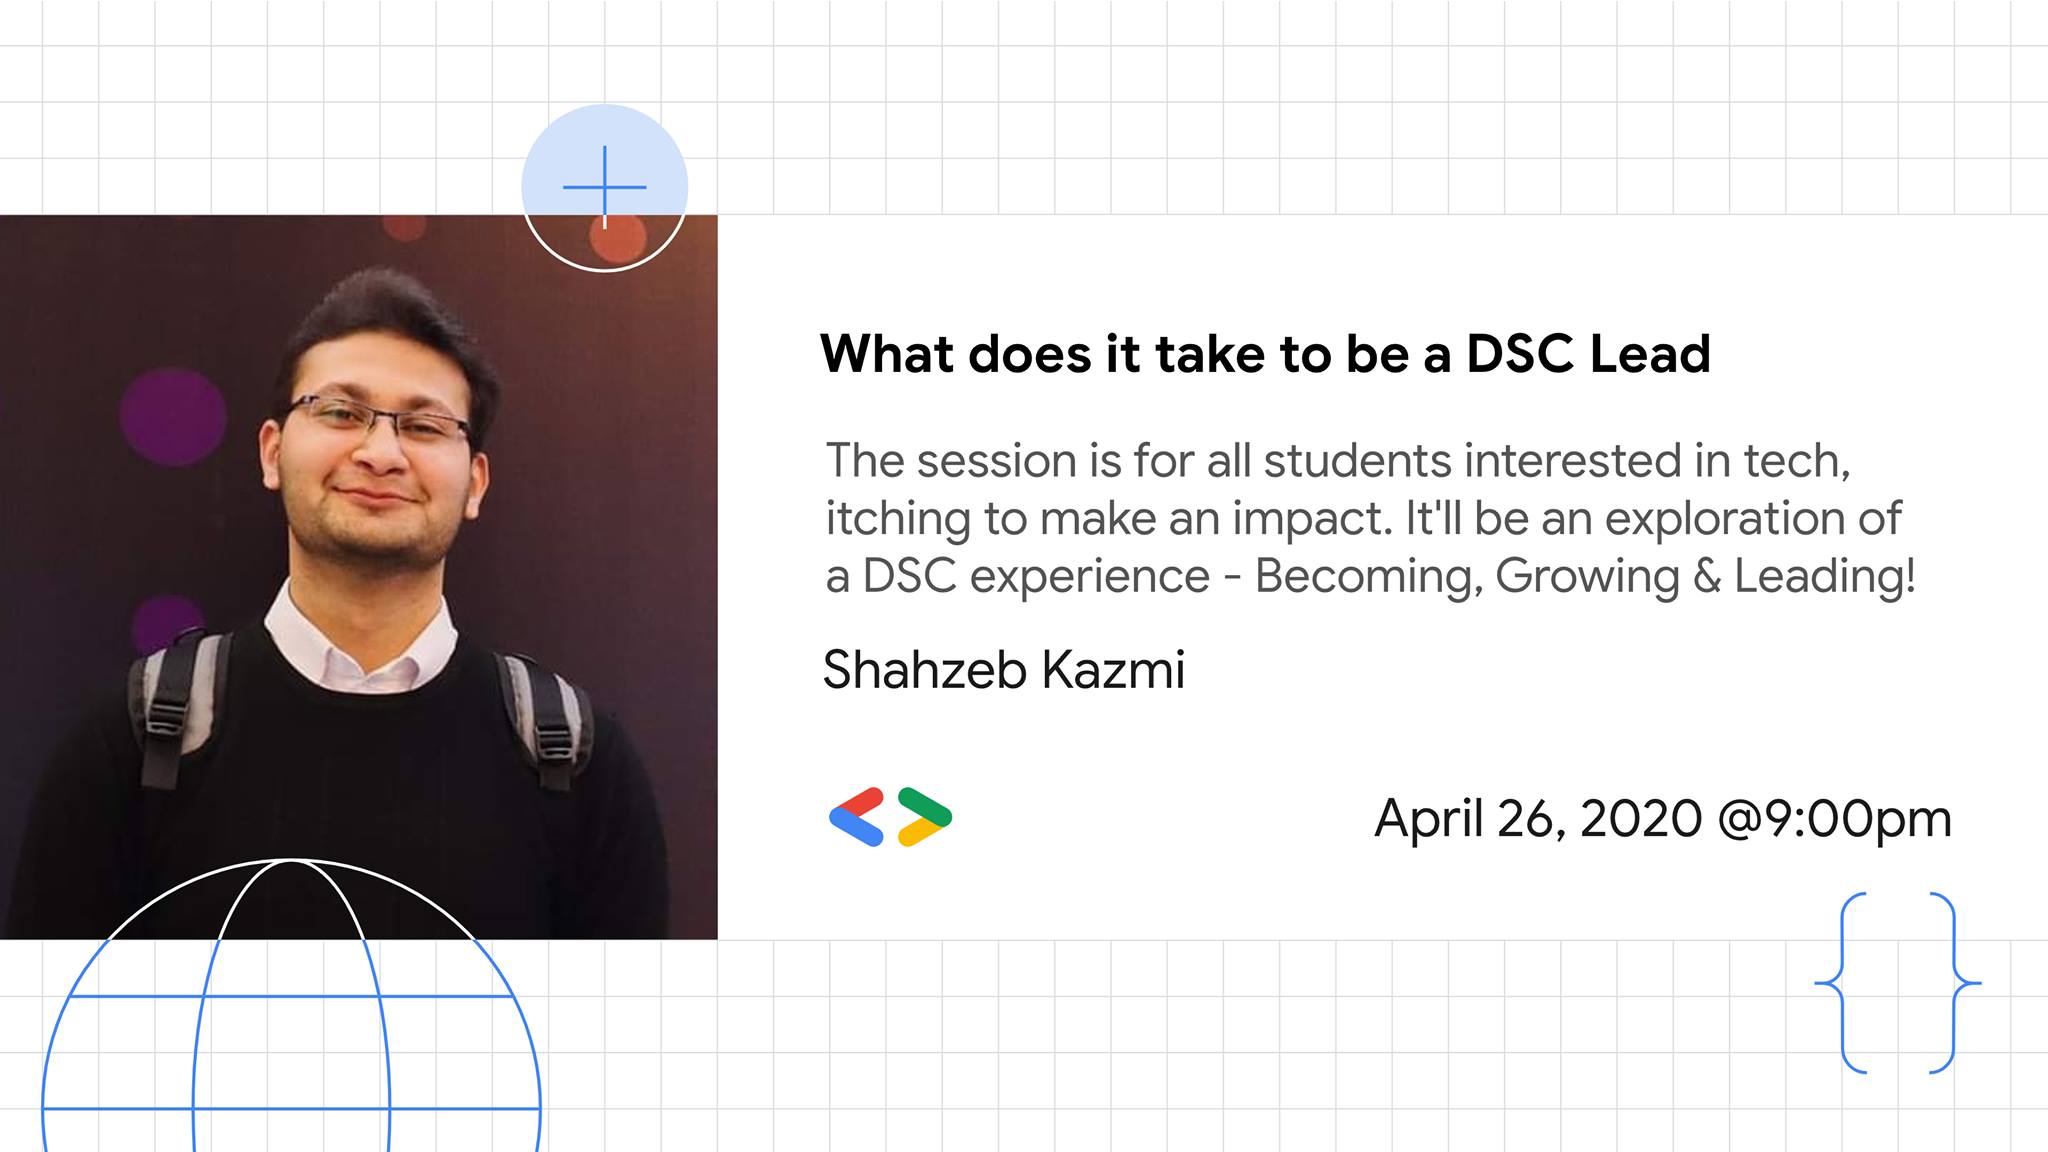 What does it take to be a DSC Lead
The session is for all students interested in tech,
itching to make an impact. It'll be an exploration of
a DSC experience - Becoming, Growing & Leading!
Shahzeb Kazmi
April 26, 2020 @9:00pm